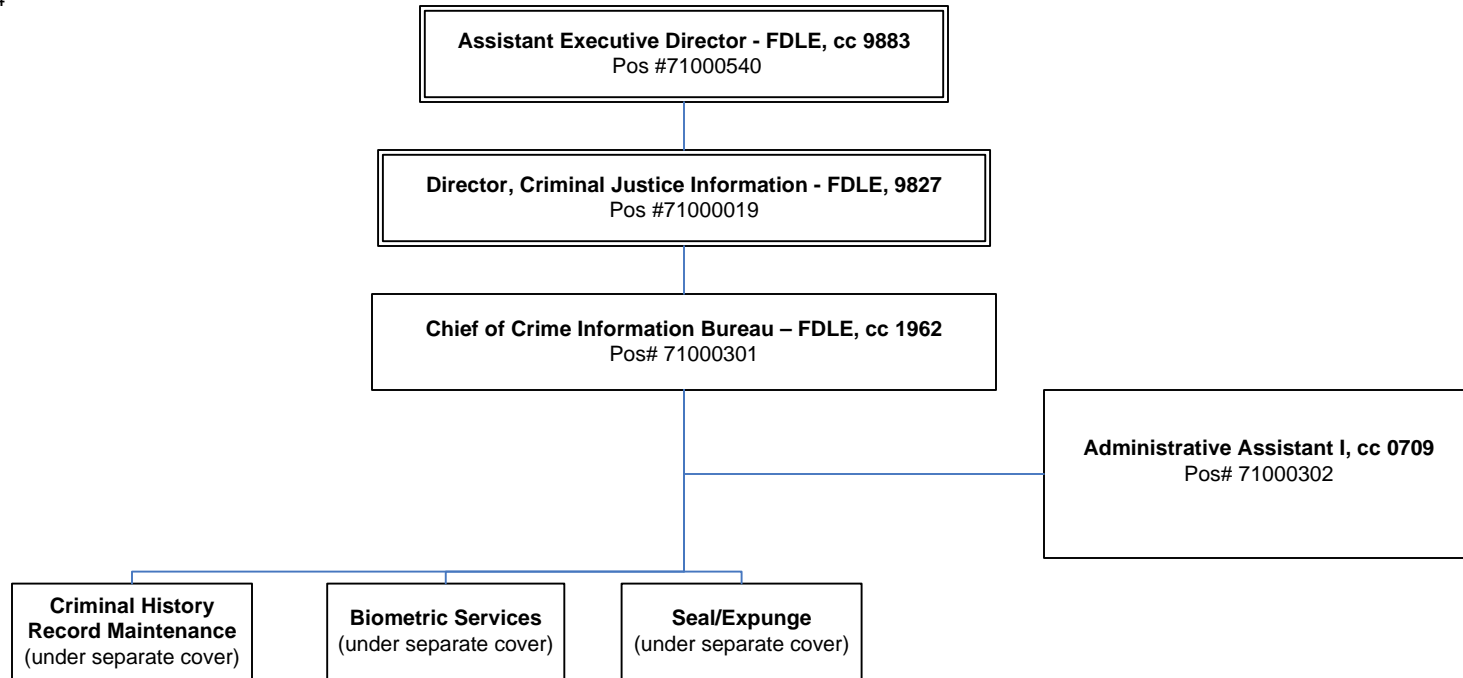 Assistant Executive Director - FDLE, cc 9883
Pos #71000540
Director, Criminal Justice Information - FDLE, 9827
Pos #71000019
Chief of Crime Information Bureau – FDLE, cc 1962
Pos# 71000301
Administrative Assistant I, cc 0709
Pos# 71000302
Criminal History
Record Maintenance
(under separate cover)
Biometric Services
(under separate cover)
Seal/Expunge
(under separate cover)